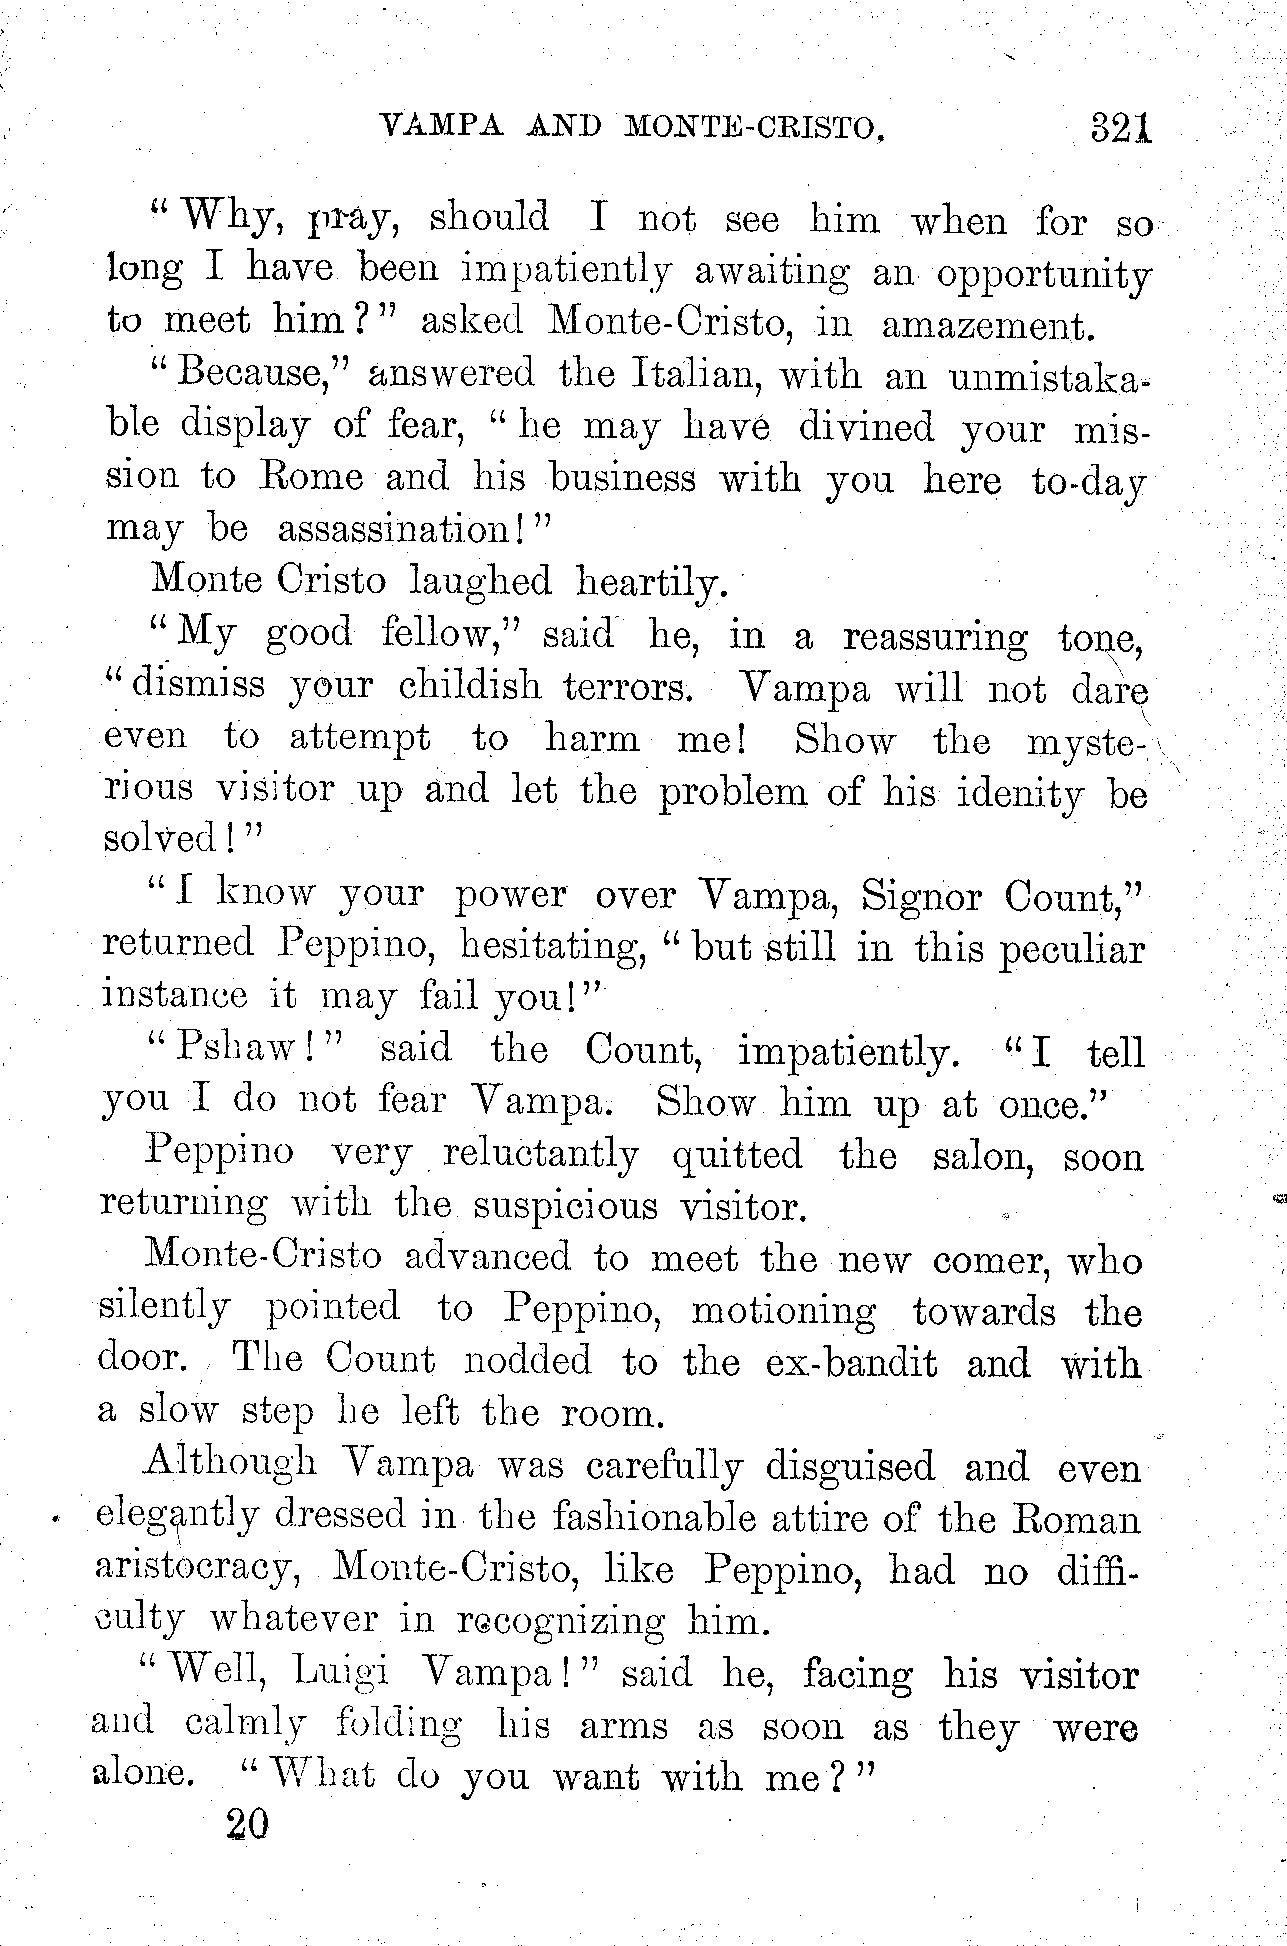 VAMPA AND MONTE-CRISTO. 321
“Why, pray, should I not see him when for so
long I have been impatiently awaiting an opportunity
to meet him?” asked Monte-Cristo, in amazement.
“Because,” answered the Italian, with an unmistaka-
ble display of fear, “he may have divined your mis-
sion to Rome and his business with you here to-day
may be assassination!”
Monte Cristo laughed heartily.
“My good fellow,” said he, in a reassuring tone,
“dismiss your childish terrors. Vampa will not dare
even to attempt to harm me! Show the myste-
rious visitor up and let the problem of his idenity be
solved!”
“I know your power over Vampa, Signor Count,”
returned Peppino, hesitating, “but still in this peculiar
instance it may fail you!”
“Pshaw!” said the Count, impatiently. “I tell
you I do not fear Vampa. Show him up at once.”
Peppino very reluctantly quitted the salon, soon
returning with the suspicious visitor.
Monte-Cristo advanced to meet the new comer, who
silently pointed to Peppino, motioning towards the
door. The Count nodded to the ex-bandit and with
a slow step he left the room.
Although Vampa was carefully disguised and even
elegantly dressed in the fashionable attire of the Roman
aristocracy, Monte-Cristo, like Peppino, had no diffi-
culty whatever in recognizing him.
“Well, Luigi Vampa!” said he, facing his visitor
and calmly folding his arms as soon as they were
alone. “What do you want with me?”
20